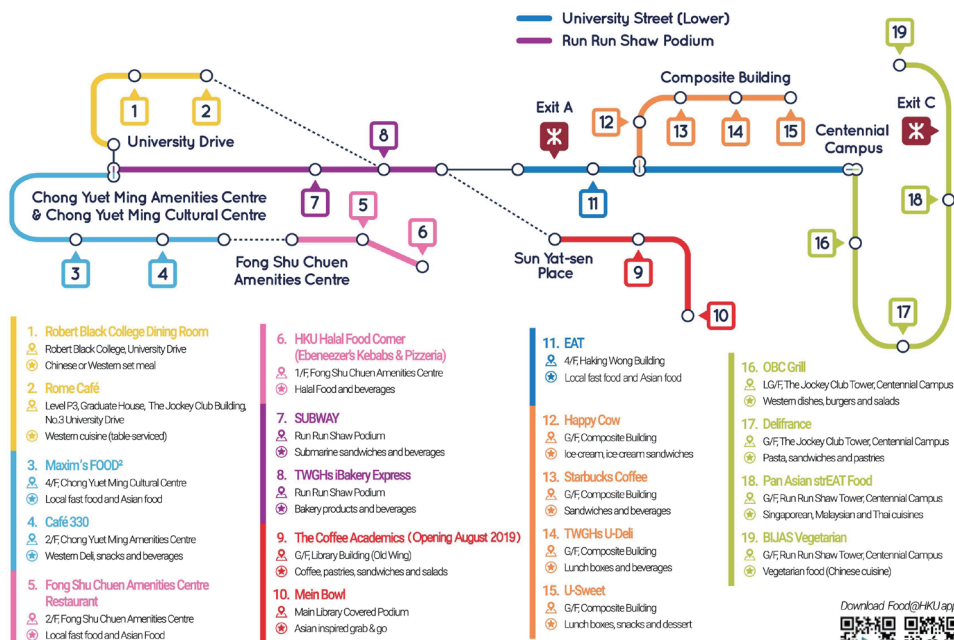 University Street (Lower)
Run Run Shaw Podium
19
Composite Building
1
2
8
Exit A
12
13
14
15
Centennial
Campus
Exit C
University Drive
7
5
11
18
Chong Yuet Ming Amenities Centre
& Chong Yuet Ming Cultural Centre
6
16
3
4
Fong Shu Chuen
Amenities Centre
Sun Yat-sen
Place
9
10
17
1. Robert Black College Dining Room
Robert Black College, University Drive
Chinese or Western set meal
2. Rome Café
Level P3, Graduate House, The Jockey Club Building,
No.3 University Drive
Western cuisine (table-serviced)
3. Maxim's FOOD²
4/F, Chong Yuet Ming Cultural Centre
Local fast food and Asian food
4. Café 330
2/F, Chong Yuet Ming Amenities Centre
Western Deli, snacks and beverages
5. Fong Shu Chuen Amenities Centre
Restaurant
2/F, Fong Shu Chuen Amenities Centre
Local fast food and Asian Food
6. HKU Halal Food Corner
(Ebeneezer's Kebabs & Pizzeria)
1/F, Fong Shu Chuen Amenities Centre
Halal Food and beverages
7. SUBWAY
Run Run Shaw Podium
Submarine sandwiches and beverages
8. TWGHs iBakery Express
Run Run Shaw Podium
Bakery products and beverages
9. The Coffee Academics (Opening August 2019)
G/F, Library Building (Old Wing)
Coffee, pastries, sandwiches and salads
10. Mein Bowl
Main Library Covered Podium
Asian inspired grab & go
11. EAT
4/F, Haking Wong Building
Local fast food and Asian food
12. Happy Cow
G/F, Composite Building
Ice-cream, ice-cream sandwiches
13. Starbucks Coffee
G/F, Composite Building
Sandwiches and beverages
14. TWGHs U-Deli
G/F, Composite Building
Lunch boxes and beverages
15. U-Sweet
G/F, Composite Building
Lunch boxes, snacks and dessert
16. OBC Grill
LG/F, The Jockey Club Tower, Centennial Campus
Western dishes, burgers and salads
17. Delifrance
G/F, The Jockey Club Tower, Centennial Campus
Pasta, sandwiches and pastries
18. Pan Asian strEAT Food
G/F, Run Run Shaw Tower, Centennial Campus
Singaporean, Malaysian and Thai cuisines
19. BIJAS Vegetarian
G/F, Run Run Shaw Tower, Centennial Campus
Vegetarian food (Chinese cuisine)
Download Food@HKU app